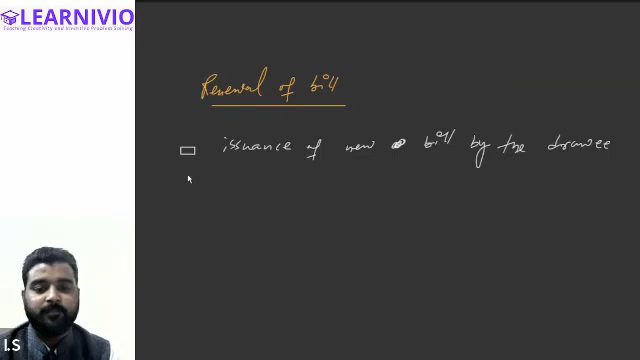 LEARNIVIO
Teaching Creativity and Inventive Problem Solving
Renewal of bill
issuance of new bill by the drawee
I.S